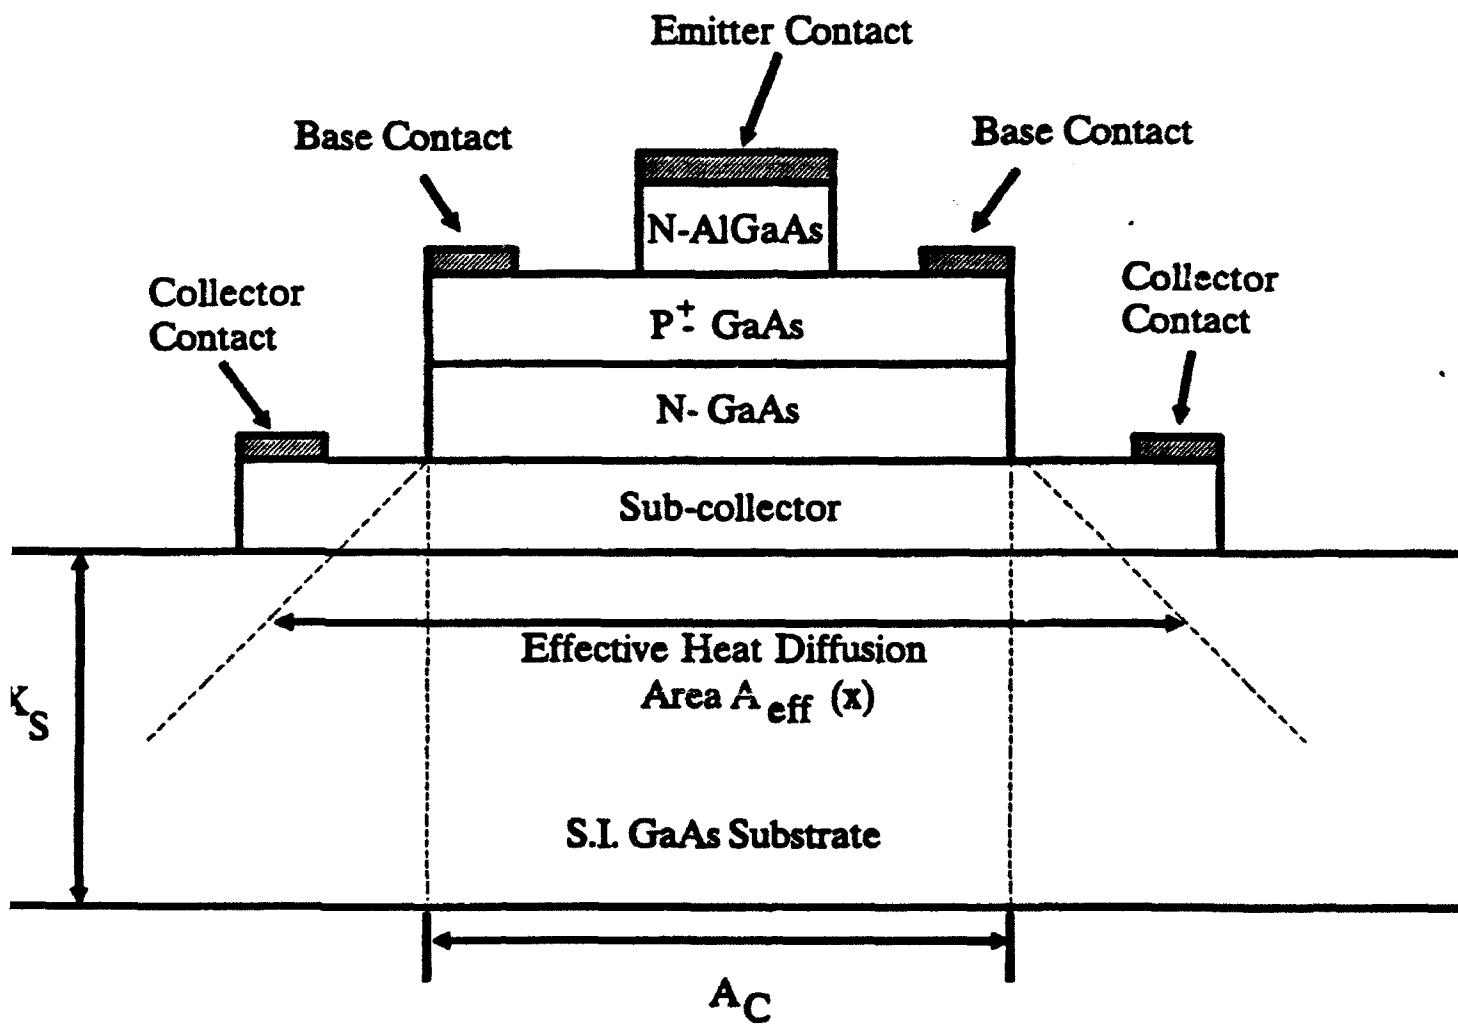 Emitter Contact
Base Contact
Base Contact
N-AlGaAs
Collector
Contact
Collector
Contact
P+- GaAs
N- GaAs
Sub-collector
Effective Heat Diffusion
Area A eff (x)
S
S.I. GaAs Substrate
A C